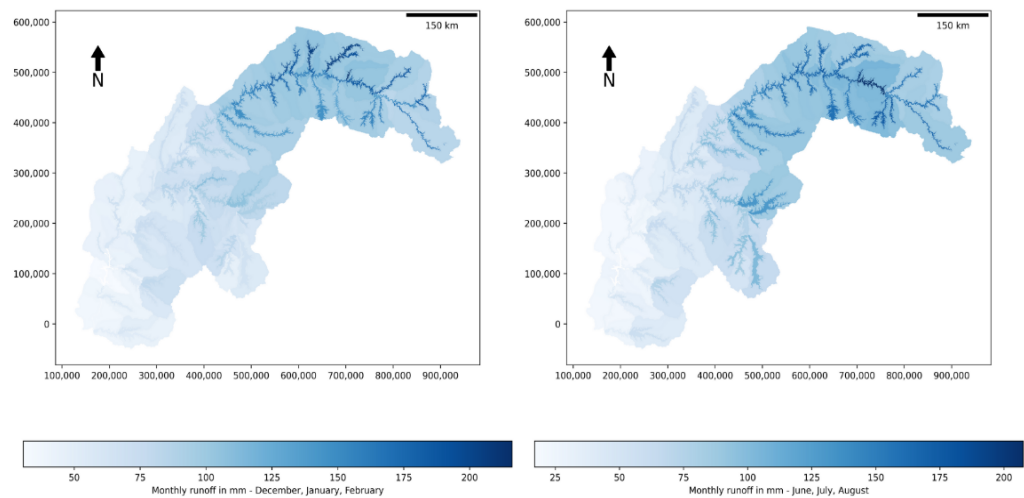 150 km
N
600,000
500,000
400,000
300,000
200,000
100,000
0
100,000 200,000 300,000 400,000 500,000 600,000 700,000 800,000 900,000
50 75 100 125 150 175 200
Monthly runoff in mm - December, January, February
150 km
N
600,000
500,000
400,000
300,000
200,000
100,000
0
100,000 200,000 300,000 400,000 500,000 600,000 700,000 800,000 900,000
25 50 75 100 125 150 175 200
Monthly runoff in mm - June, July, August